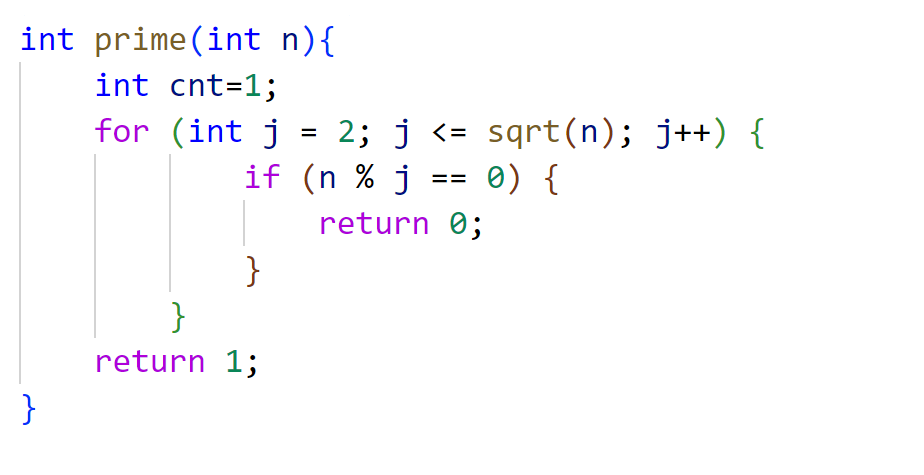 int prime(int n){
    int cnt=1;
    for (int j = 2; j <= sqrt(n); j++) {
            if (n % j == 0) {
                return 0;
            }
        }
    return 1;
}